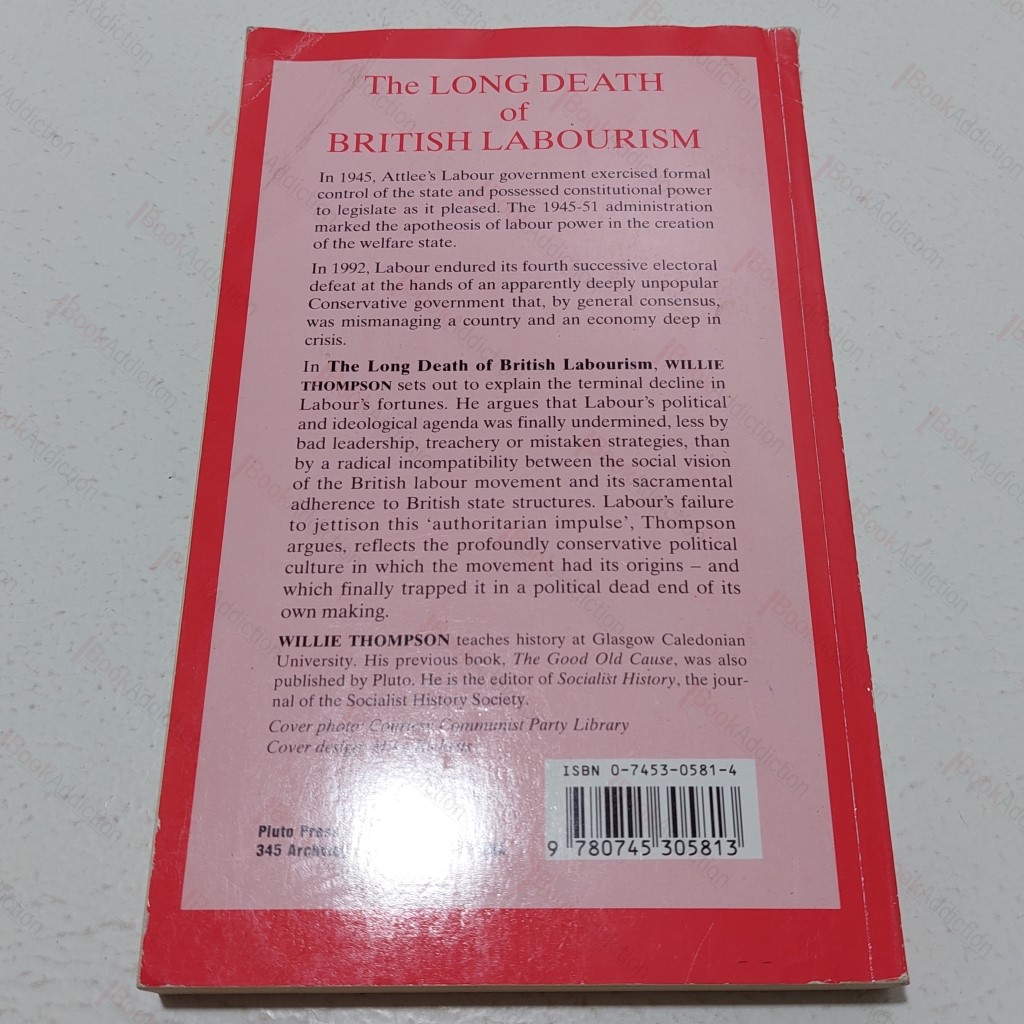 The LONG DEATH
of
BRITISH LABOURISM
In 1945, Attlee's Labour government exercised formal
control of the state and possessed constitutional power
to legislate as it pleased. The 1945-51 administration
marked the apotheosis of labour power in the creation
of the welfare state.
In 1992, Labour endured its fourth successive electoral
defeat at the hands of an apparently deeply unpopular
Conservative government that, by general consensus,
was mismanaging a country and an economy deep in
crisis.
In The Long Death of British Labourism, WILLIE
THOMPSON sets out to explain the terminal decline in
Labour's fortunes. He argues that Labour's political
and ideological agenda was finally undermined, less by
bad leadership, treachery or mistaken strategies, than
by a radical incompatibility between the social vision
of the British labour movement and its sacramental
adherence to British state structures. Labour's failure
to jettison this 'authoritarian impulse', Thompson
argues, reflects the profoundly conservative political
culture in which the movement had its origins – and
which finally trapped it in a political dead end of its
own making.
WILLIE THOMPSON teaches history at Glasgow Caledonian
University. His previous book, The Good Old Cause, was also
published by Pluto. He is the editor of Socialist History, the jour-
nal of the Socialist History Society.
Cover photo: Courtesy Communist Party Library
Cover design:
ISBN 0-7453-0581-4
Pluto Press
345
9 780745 305813
BookAddiction